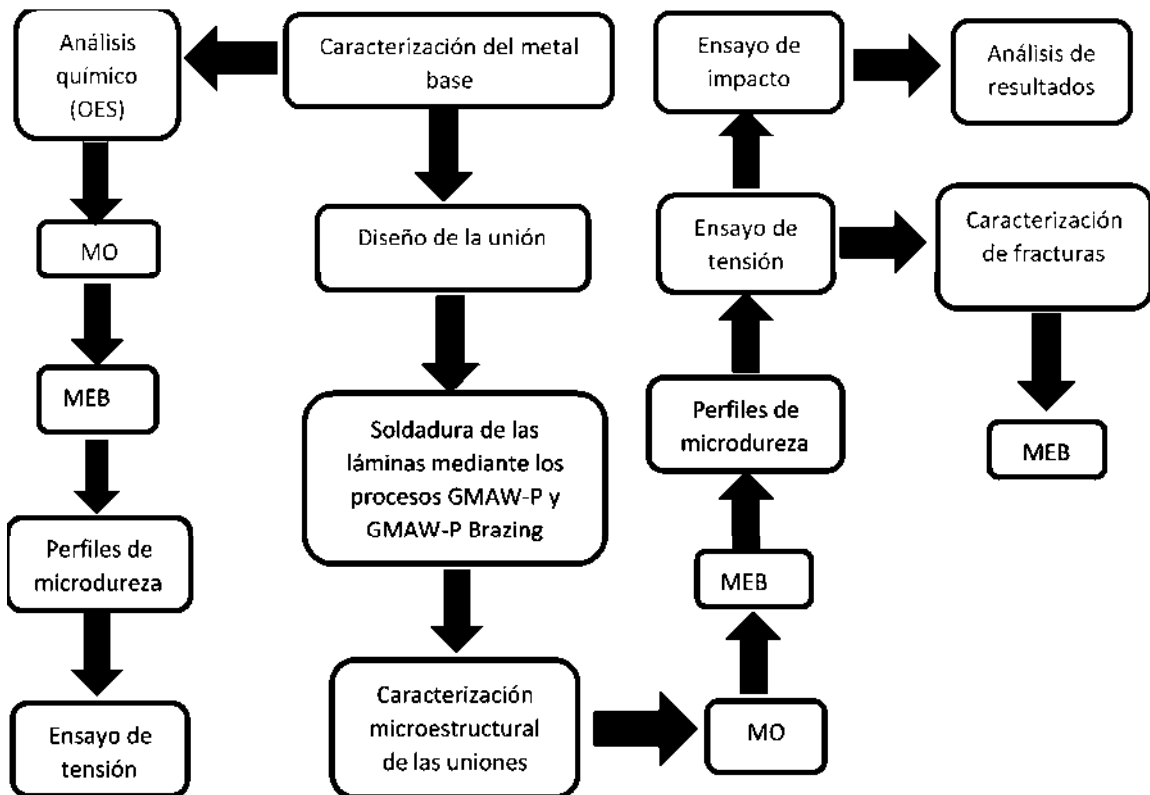 Análisis
químico
(OES)
MO
MEB
Perfiles de
microdureza
Ensayo de
tensión
Caracterización del metal
base
Diseño de la unión
Soldadura de las
láminas mediante los
procesos GMAW-P y
GMAW-P Brazing
Caracterización
microestructural
de las uniones
MO
MEB
Perfiles de
microdureza
Ensayo de
tensión
Ensayo de
impacto
Análisis de
resultados
Caracterización
de fracturas
MEB